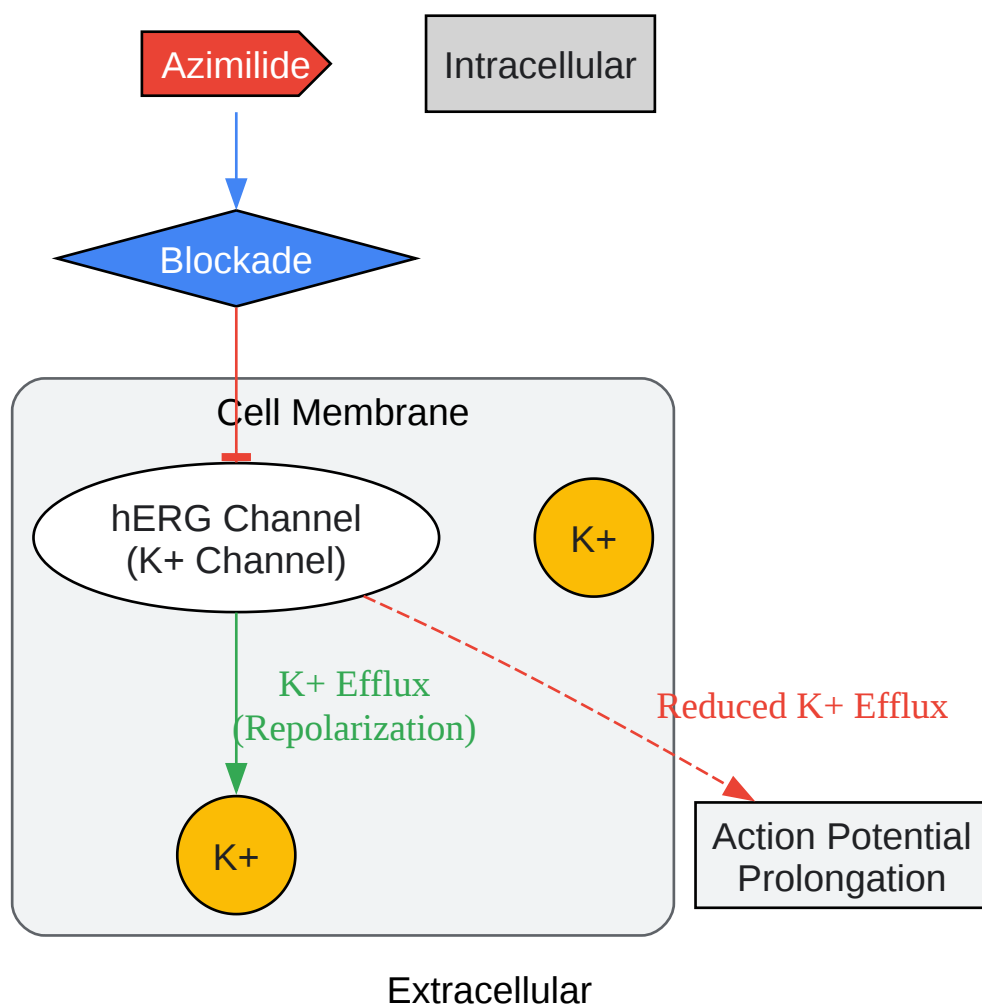 Azimilide
Intracellular
Blockade
Cell Membrane
hERG Channel
(K+ Channel)
K+
K+ Efflux
(Repolarization)
Reduced K+ Efflux
K+
Action Potential
Prolongation
Extracellular